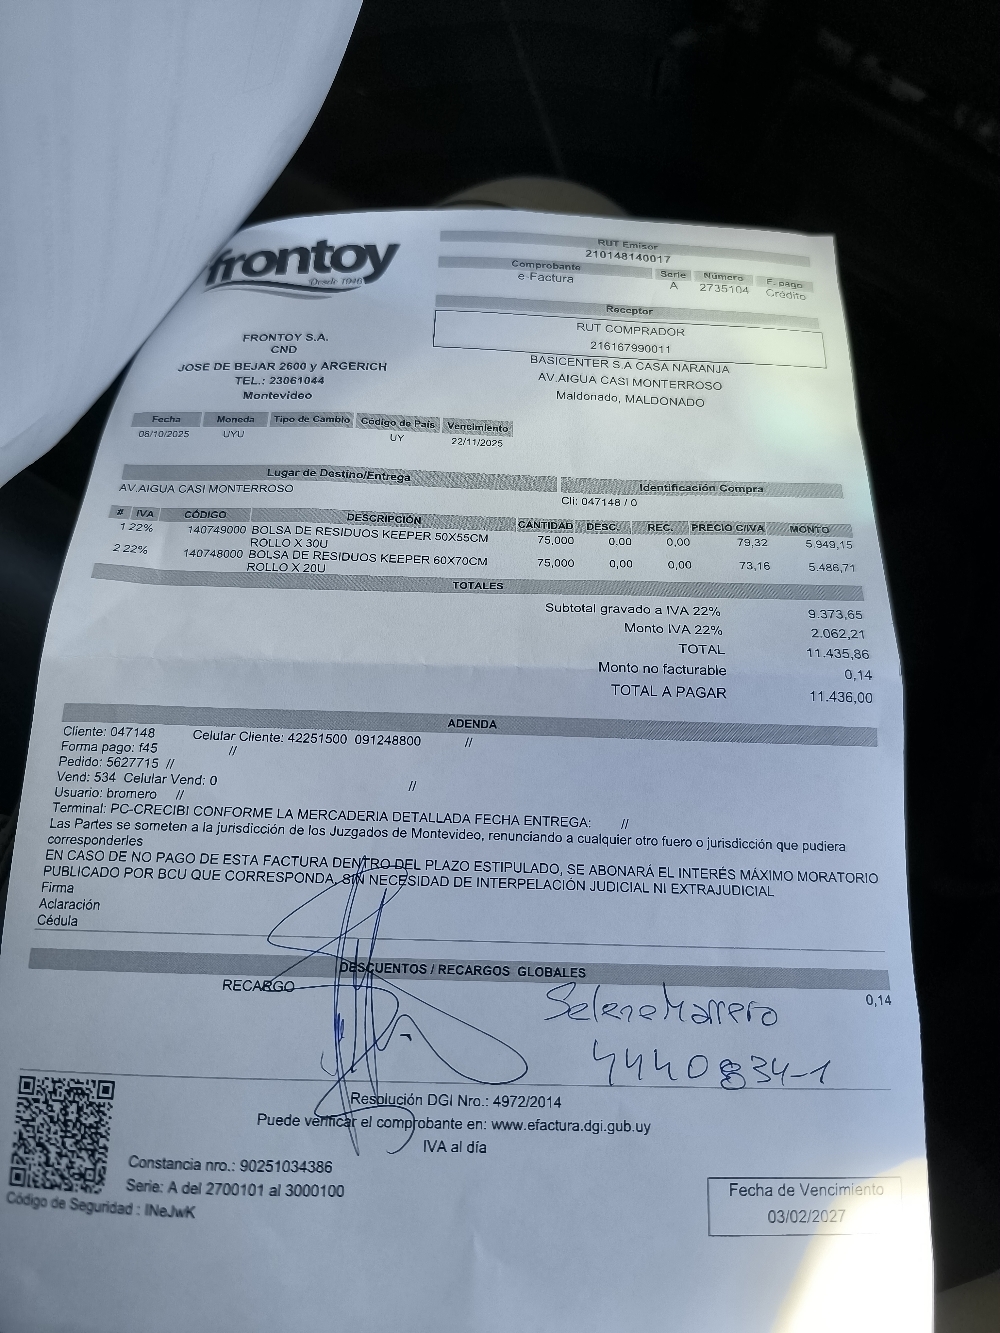 frontoy
Desde 1940
RUT Emisor
210148140017
Comprobante Serie Número F. pago
e-Factura A 2735104 Crédito
Receptor
RUT COMPRADOR
216167990011
BASICENTER S.A CASA NARANJA
AV.AIGUA CASI MONTERROSO
Maldonado, MALDONADO
FRONTOY S.A.
CND
JOSE DE BEJAR 2600 y ARGERICH
TEL.: 23061044
Montevideo
Fecha Moneda Tipo de Cambio Código de País Vencimiento
08/10/2025 UYU UY 22/11/2025
Lugar de Destino/Entrega Identificación Compra
AV.AIGUA CASI MONTERROSO Cli: 047148 / 0
# IVA CÓDIGO DESCRIPCIÓN CANTIDAD DESC. REC. PRECIO C/IVA MONTO
1 22% 140749000 BOLSA DE RESIDUOS KEEPER 50X55CM 75,000 0,00 0,00 79,32 5.949,15
ROLLO X 30U
2 22% 140748000 BOLSA DE RESIDUOS KEEPER 60X70CM 75,000 0,00 0,00 73,16 5.486,71
ROLLO X 20U
TOTALES
Subtotal gravado a IVA 22% 9.373,65
Monto IVA 22% 2.062,21
TOTAL 11.435,86
Monto no facturable 0,14
TOTAL A PAGAR 11.436,00
ADENDA
Cliente: 047148 Celular Cliente: 42251500 091248800 //
Forma pago: f45 //
Pedido: 5627715 //
Vend: 534 Celular Vend: 0 //
Usuario: bromero //
Terminal: PC-CRECIBI CONFORME LA MERCADERIA DETALLADA FECHA ENTREGA: //
Las Partes se someten a la jurisdicción de los Juzgados de Montevideo, renunciando a cualquier otro fuero o jurisdicción que pudiera
corresponderles
EN CASO DE NO PAGO DE ESTA FACTURA DENTRO DEL PLAZO ESTIPULADO, SE ABONARÁ EL INTERÉS MÁXIMO MORATORIO
PUBLICADO POR BCU QUE CORRESPONDA, SIN NECESIDAD DE INTERPELACIÓN JUDICIAL NI EXTRAJUDICIAL
Firma
Aclaración
Cédula
DESCUENTOS / RECARGOS GLOBALES
RECARGO 0,14
Selene Marrero
4440834-1
Resolución DGI Nro.: 4972/2014
Puede verificar el comprobante en: www.efactura.dgi.gub.uy
IVA al día
Constancia nro.: 90251034386
Serie: A del 2700101 al 3000100
Código de Seguridad : INeJwK
Fecha de Vencimiento
03/02/2027